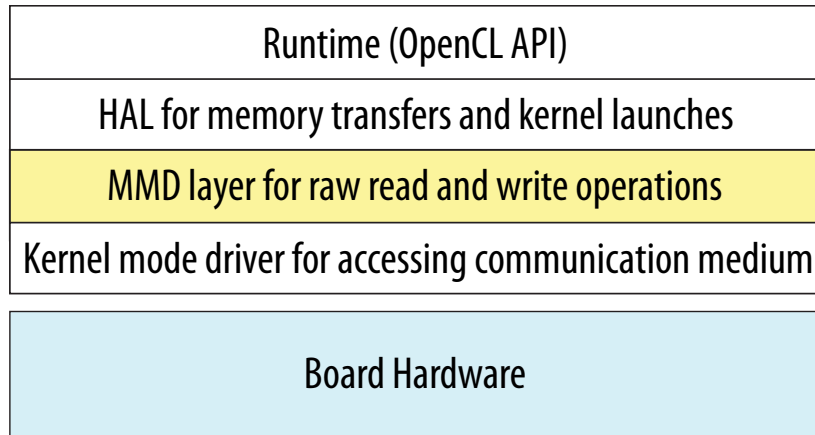 Runtime (OpenCL API)
HAL for memory transfers and kernel launches
MMD layer for raw read and write operations
Kernel mode driver for accessing communication medium
Board Hardware